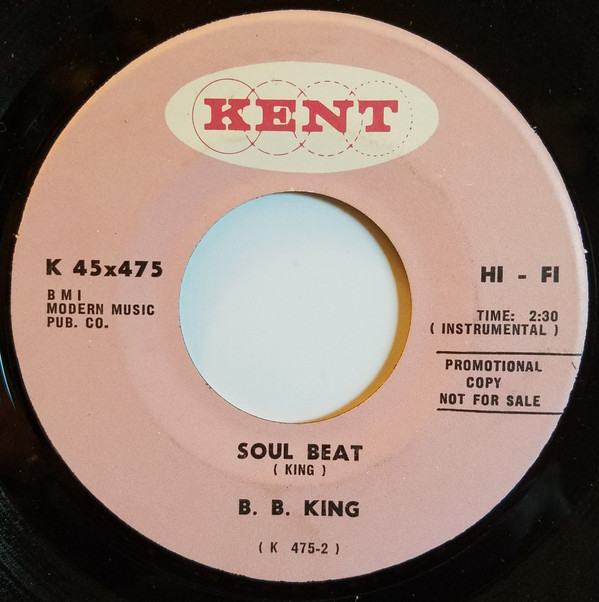 KENT
K 45x475
BMI
MODERN MUSIC
PUB. CO.
HI - FI
TIME: 2:30
( INSTRUMENTAL )
PROMOTIONAL
COPY
NOT FOR SALE
SOUL BEAT
( KING )
B. B. KING
( K 475-2 )